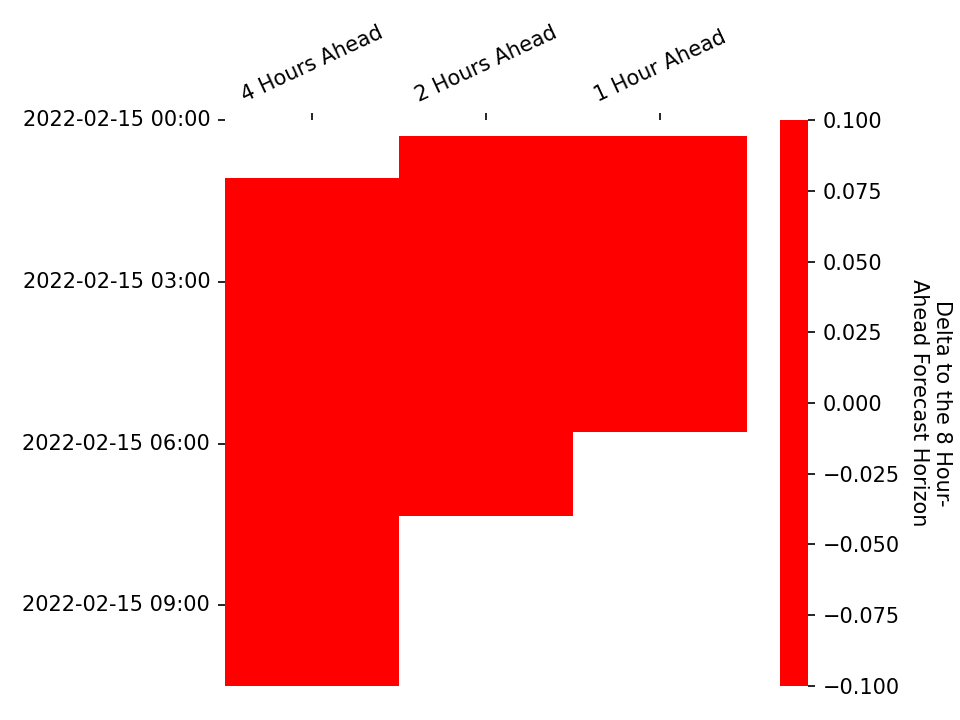 4 Hours Ahead
2 Hours Ahead
1 Hour Ahead
2022-02-15 00:00
2022-02-15 03:00
2022-02-15 06:00
2022-02-15 09:00
0.100
0.075
0.050
0.025
0.000
−0.025
−0.050
−0.075
−0.100
Delta to the 8 Hour-
Ahead Forecast Horizon